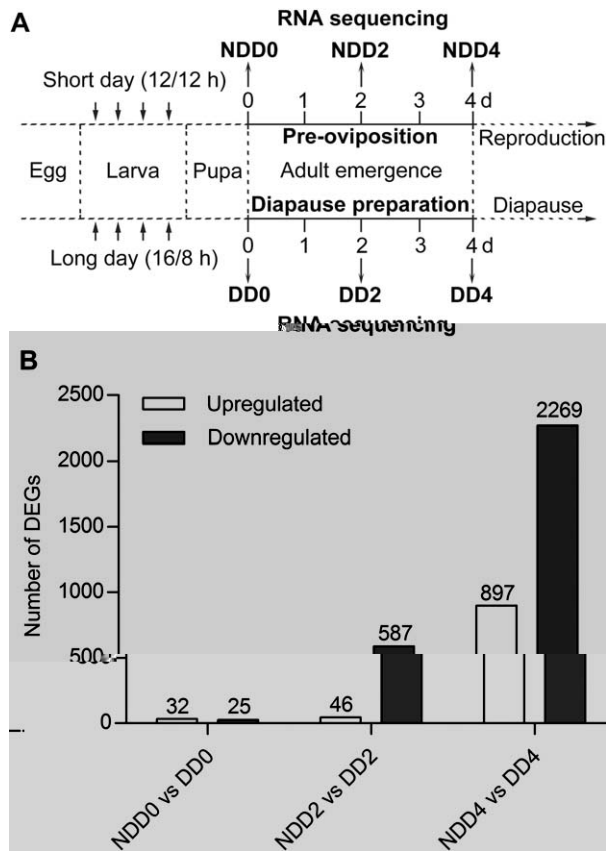 A
RNA sequencing
NDD0 NDD2 NDD4
Short day (12/12 h)
0 1 2 3 4 d
Pre-oviposition Reproduction
Egg Larva Pupa Adult emergence
Diapause preparation Diapause
0 1 2 3 4 d
Long day (16/8 h)
DD0 DD2 DD4
RNA sequencing
B
2500
2000
1500
1000
500
0
Number of DEGs
Upregulated
Downregulated
32 25 46 587 897 2269
NDD0 vs DD0
NDD2 vs DD2
NDD4 vs DD4